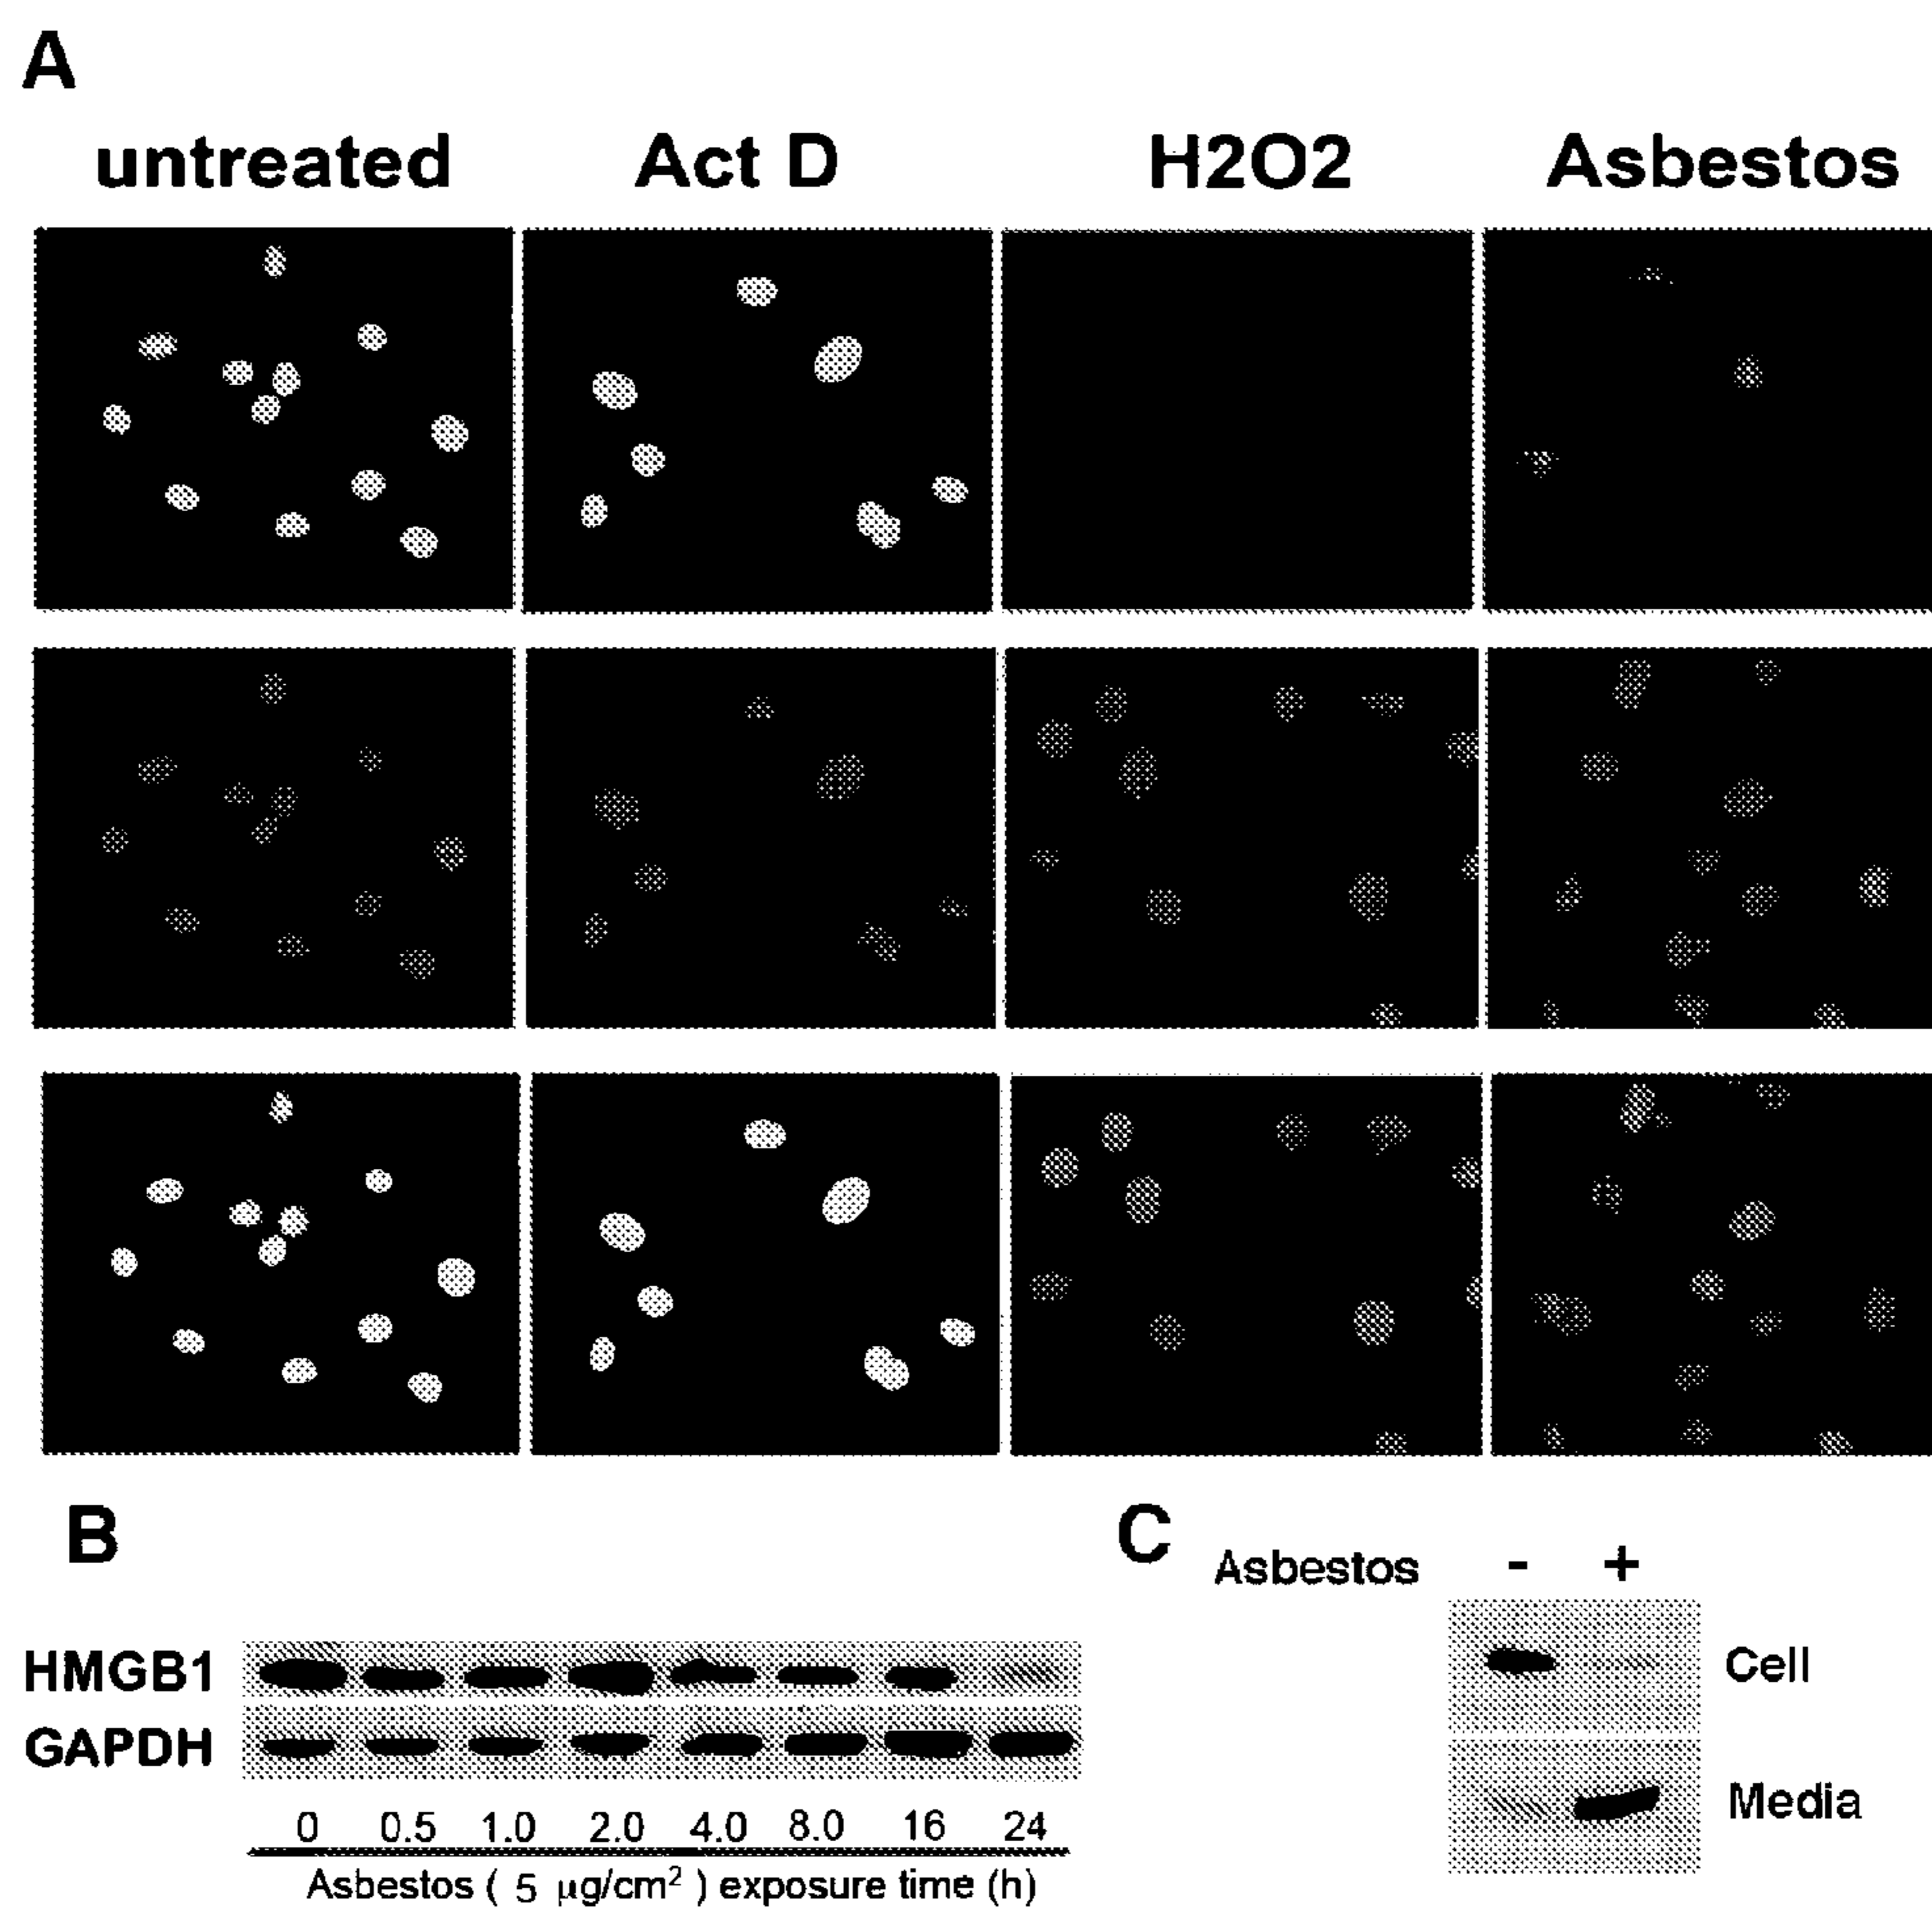 A
untreated Act D H2O2 Asbestos
B
HMGB1
GAPDH
0 0.5 1.0 2.0 4.0 8.0 16 24
Asbestos ( 5 μg/cm² ) exposure time (h)
C
Asbestos - +
Cell
Media